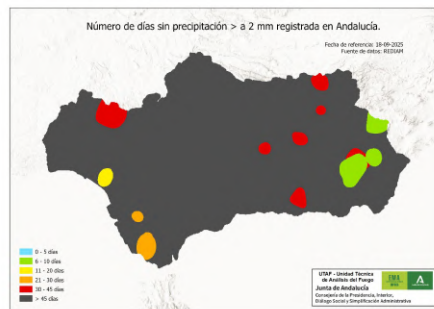 Número de días sin precipitación > a 2 mm registrada en Andalucía.
Fecha de referencia: 18-09-2025
Fuente de datos: REDIAM
0 - 5 días
6 - 10 días
11 - 20 días
21 - 30 días
30 - 45 días
> 45 días
UTAF - Unidad Técnica
de Análisis del Fuego
Junta de Andalucía
Consejería de la Presidencia, Interior,
Diálogo Social y Simplificación Administrativa